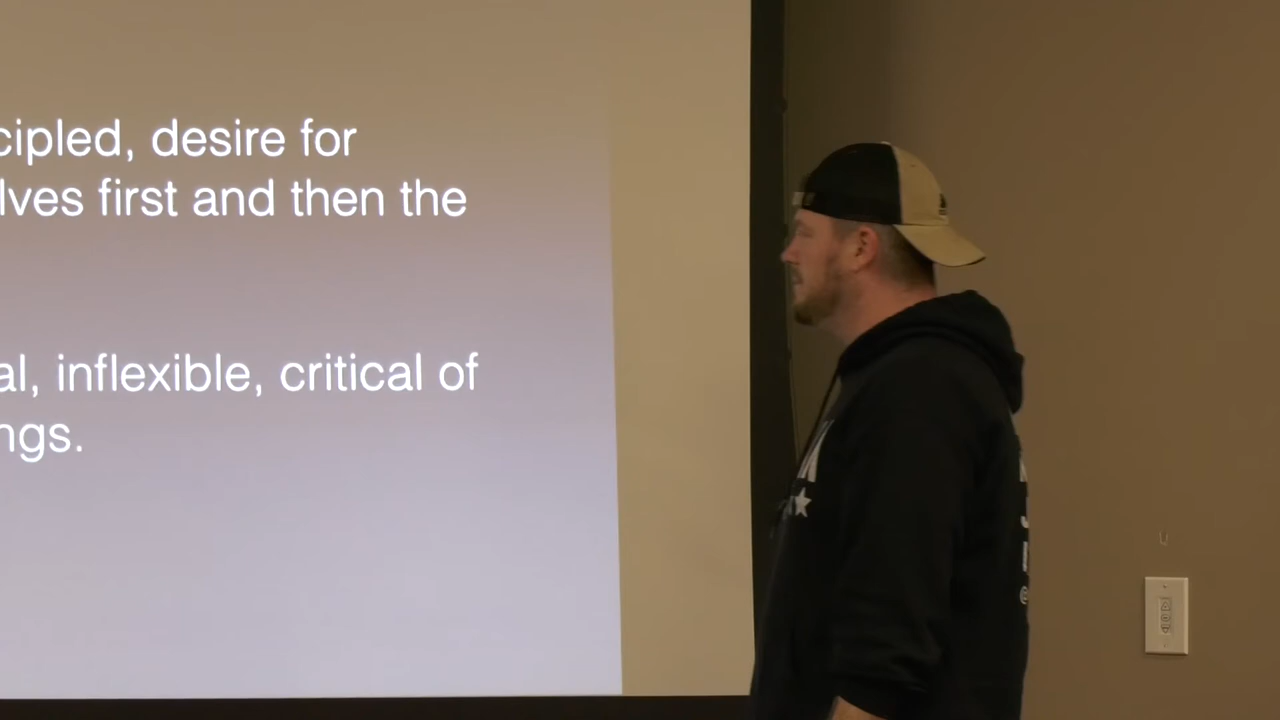 cipled, desire for
lves first and then the
al, inflexible, critical of
ngs.